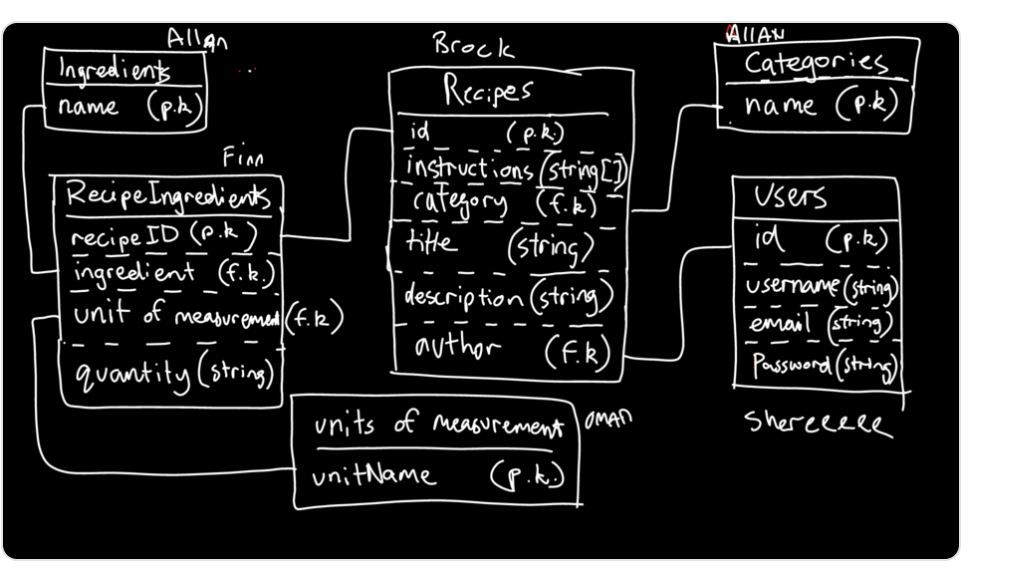 Allan
Ingredients
name (p.k)
Finn
RecipeIngredients
recipeID (p.k)
ingredient (f.k.)
unit of measurement (f.k)
quantity (string)
Brock
Recipes
id (p.k.)
instructions (string[])
category (f.k)
title (string)
description (string)
author (f.k)
AllAN
Categories
name (p.k)
Users
id (p.k)
username (string)
email (string)
Password (string)
Shereeeee
units of measurement
OMAR
unitName (p.k.)